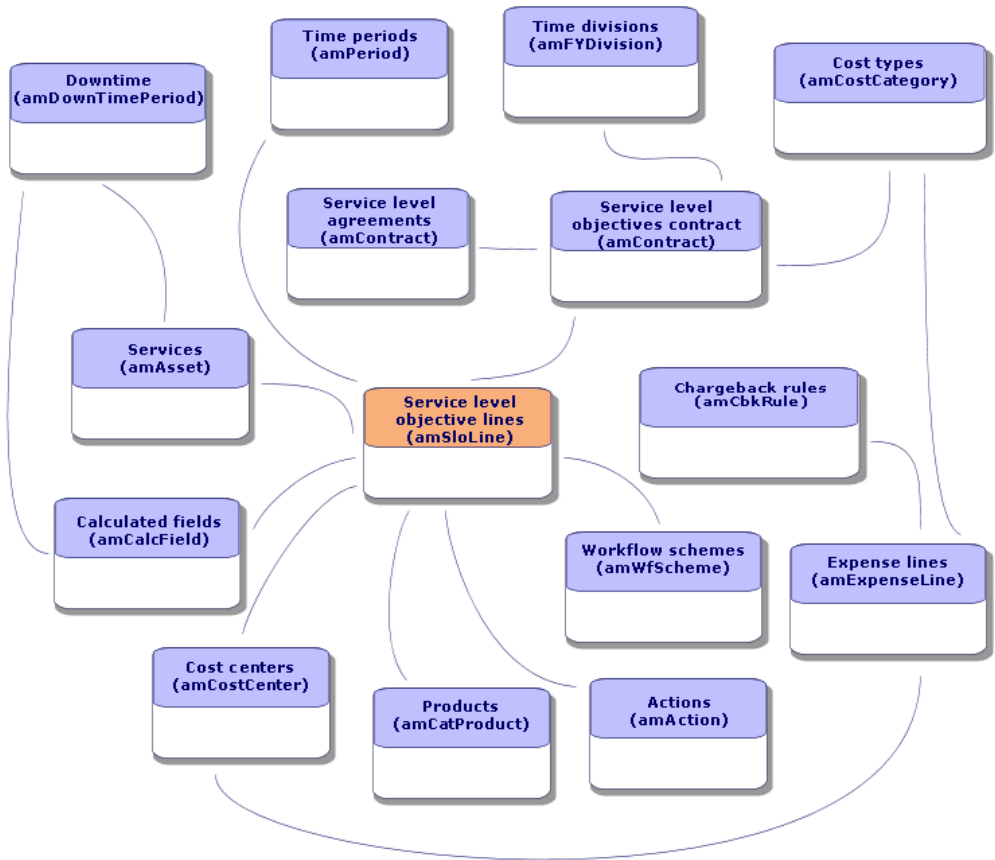 Time periods
(amPeriod)
Time divisions
(amFYDivision)
Cost types
(amCostCategory)
Downtime
(amDownTimePeriod)
Service level
agreements
(amContract)
Service level
objectives contract
(amContract)
Services
(amAsset)
Service level
objective lines
(amSloLine)
Chargeback rules
(amCbkRule)
Calculated fields
(amCalcField)
Workflow schemes
(amWfScheme)
Expense lines
(amExpenseLine)
Cost centers
(amCostCenter)
Products
(amCatProduct)
Actions
(amAction)